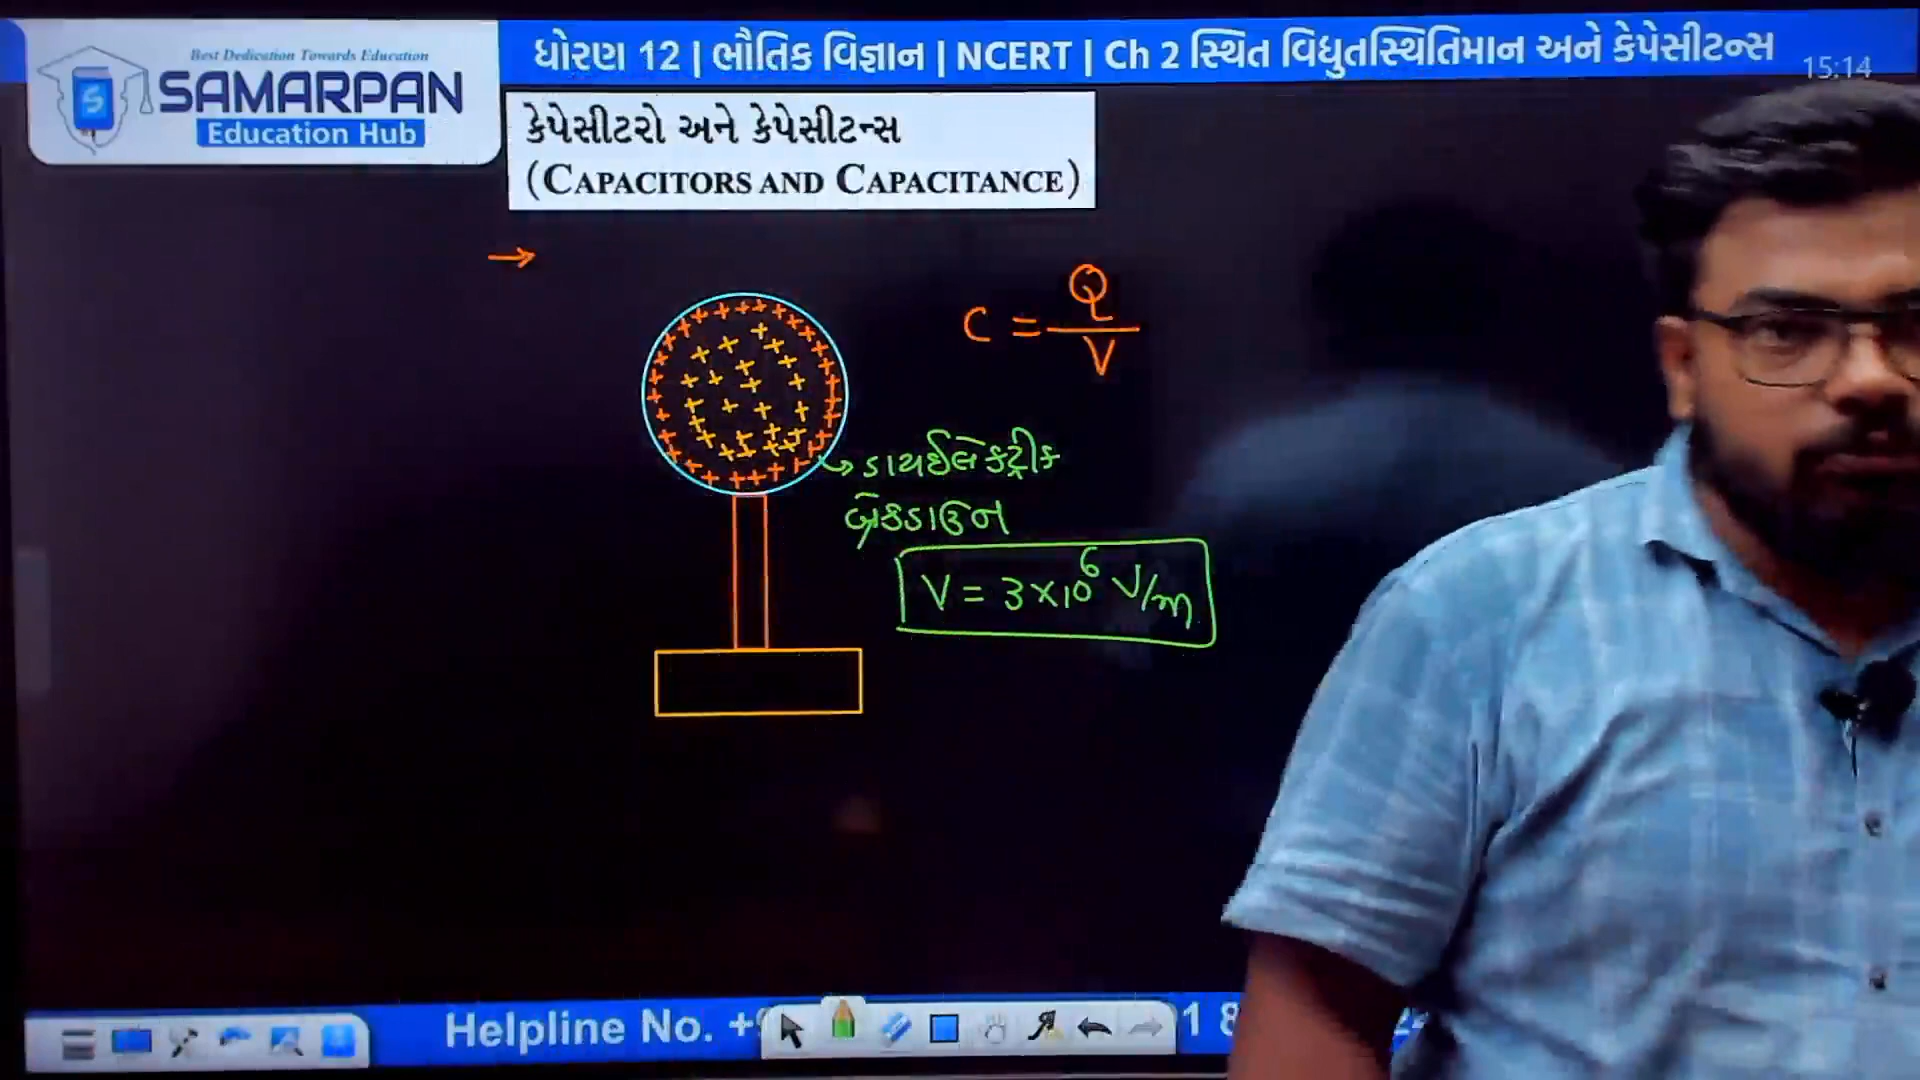 Best Dedication Towards Education
SAMARPAN
Education Hub
ધોરણ 12 | ભૌતિક વિજ્ઞાન | NCERT | Ch 2 સ્થિત વિદ્યુતસ્થિતિમાન અને કેપેસીટન્સ
15:14
કેપેસીટરો અને કેપેસીટન્સ
(CAPACITORS AND CAPACITANCE)
→
C = Q/V
ડાયઈલેક્ટ્રીક
બ્રેકડાઉન
V = 3×10⁶ V/m
Helpline No.